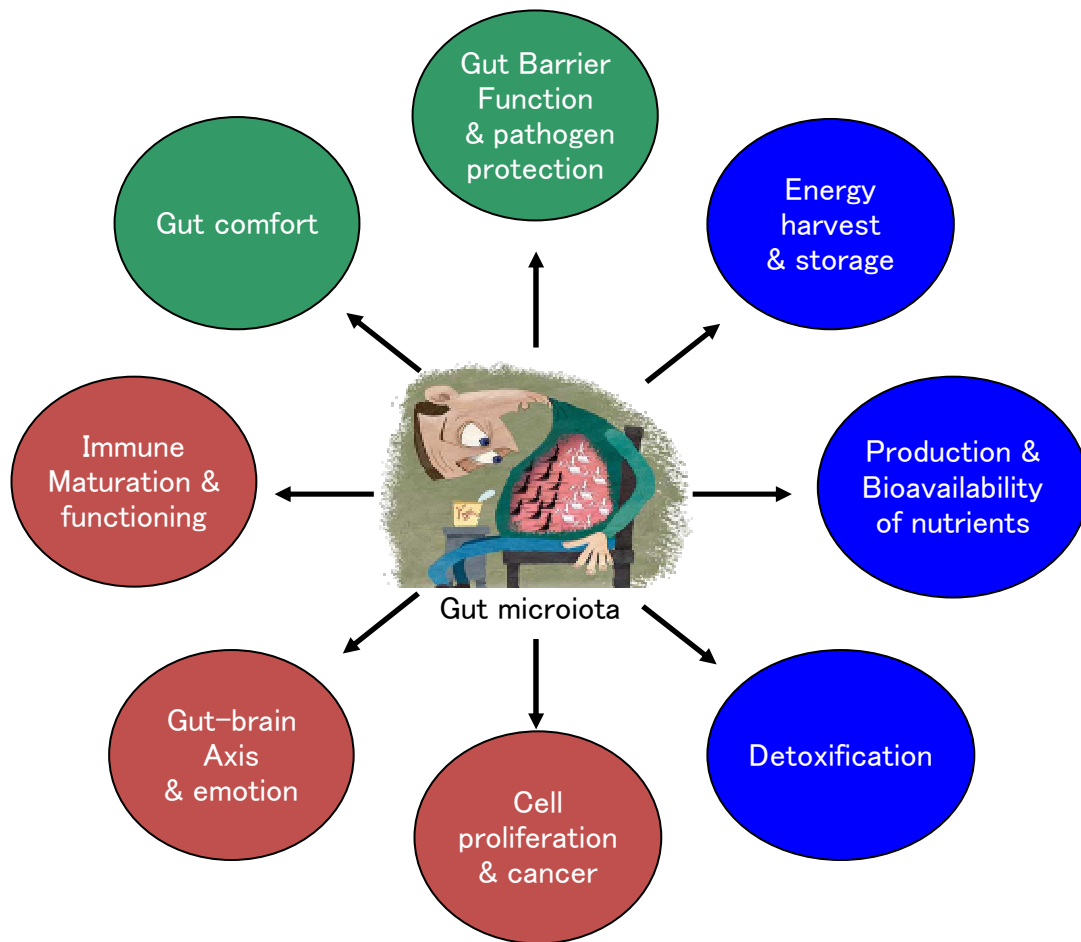 Gut Barrier
Function
& pathogen
protection
Energy
harvest
& storage
Gut comfort
Immune
Maturation &
functioning
Production &
Bioavailability
of nutrients
Gut microiota
Gut-brain
Axis
& emotion
Detoxification
Cell
proliferation
& cancer